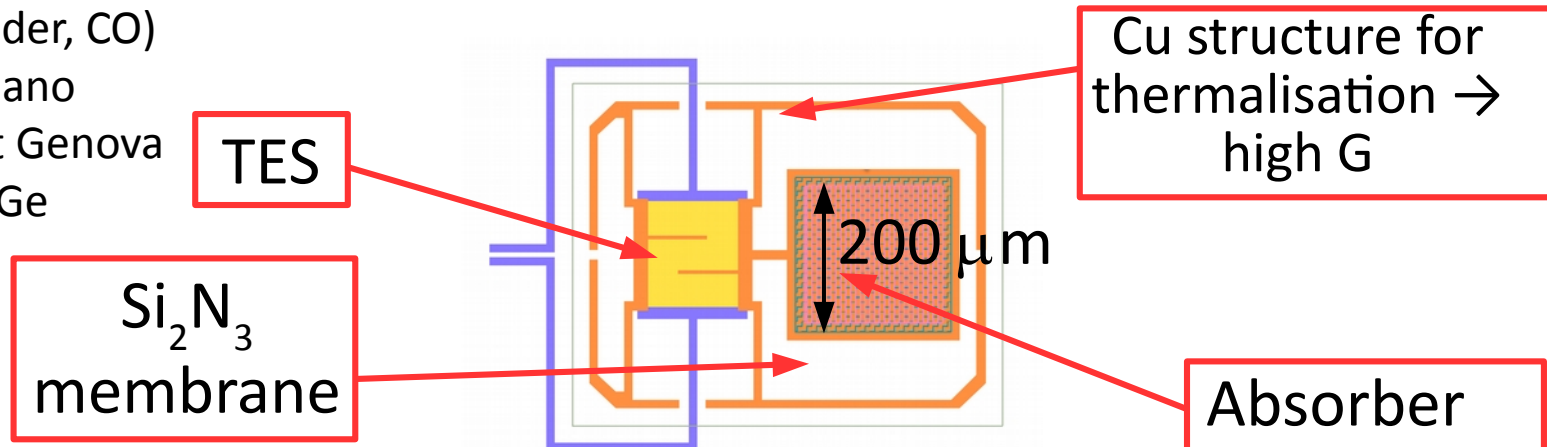 der, CO)
ano
t Genova
Ge
TES
Si₂N₃
membrane
200 μm
Cu structure for
thermalisation →
high G
Absorber